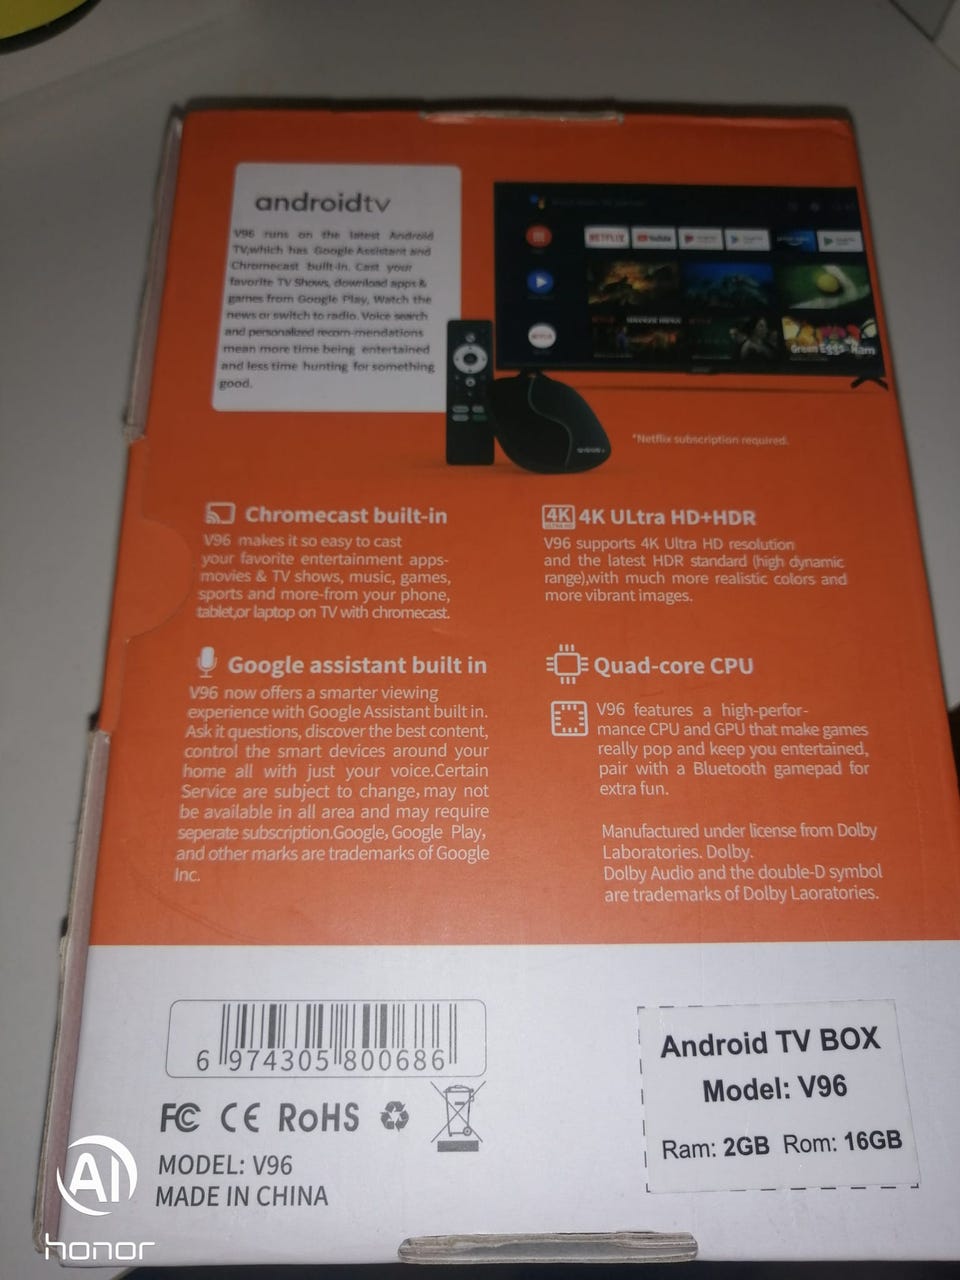 androidtv
V96 runs on the latest Android
TV,which has Google Assistant and
Chromecast built-in. Cast your
favorite TV Shows, download apps &
games from Google Play, Watch the
news or switch to radio. Voice search
and personalized recom-mendations
mean more time being entertained
and less time hunting for something
good.
NETFLIX
YouTube
STRANGER THINGS
Green Eggs Ham
*Netflix subscription required.
Chromecast built-in
V96 makes it so easy to cast
your favorite entertainment apps-
movies & TV shows, music, games,
sports and more-from your phone,
tablet,or laptop on TV with chromecast.
4K
ULTRA HD
4K ULtra HD+HDR
V96 supports 4K Ultra HD resolution
and the latest HDR standard (high dynamic
range),with much more realistic colors and
more vibrant images.
Google assistant built in
V96 now offers a smarter viewing
experience with Google Assistant built in.
Ask it questions, discover the best content,
control the smart devices around your
home all with just your voice.Certain
Service are subject to change, may not
be available in all area and may require
seperate subscription.Google, Google Play,
and other marks are trademarks of Google
Inc.
Quad-core CPU
V96 features a high-perfor-
mance CPU and GPU that make games
really pop and keep you entertained,
pair with a Bluetooth gamepad for
extra fun.
Manufactured under license from Dolby
Laboratories. Dolby.
Dolby Audio and the double-D symbol
are trademarks of Dolby Laoratories.
6 974305 800686
FC CE RoHS
MODEL: V96
MADE IN CHINA
Android TV BOX
Model: V96
Ram: 2GB Rom: 16GB
AI
honor